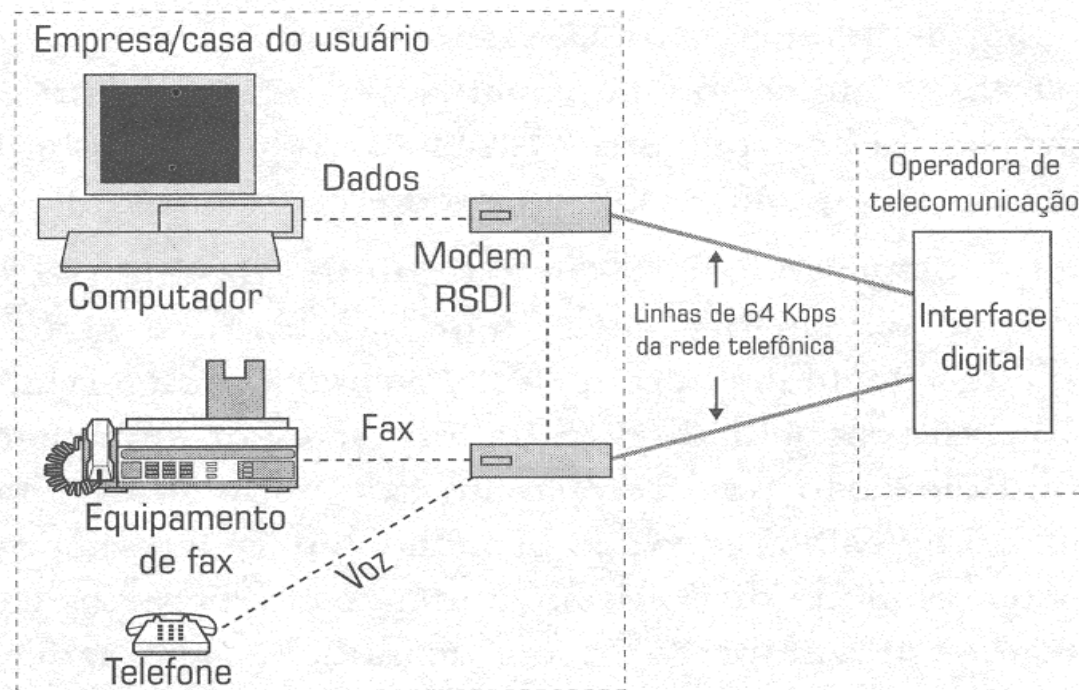 Empresa/casa do usuário
Dados
Computador
Modem
RSDI
Linhas de 64 Kbps
da rede telefônica
Operadora de
telecomunicação
Interface
digital
Fax
Equipamento
de fax
Voz
Telefone